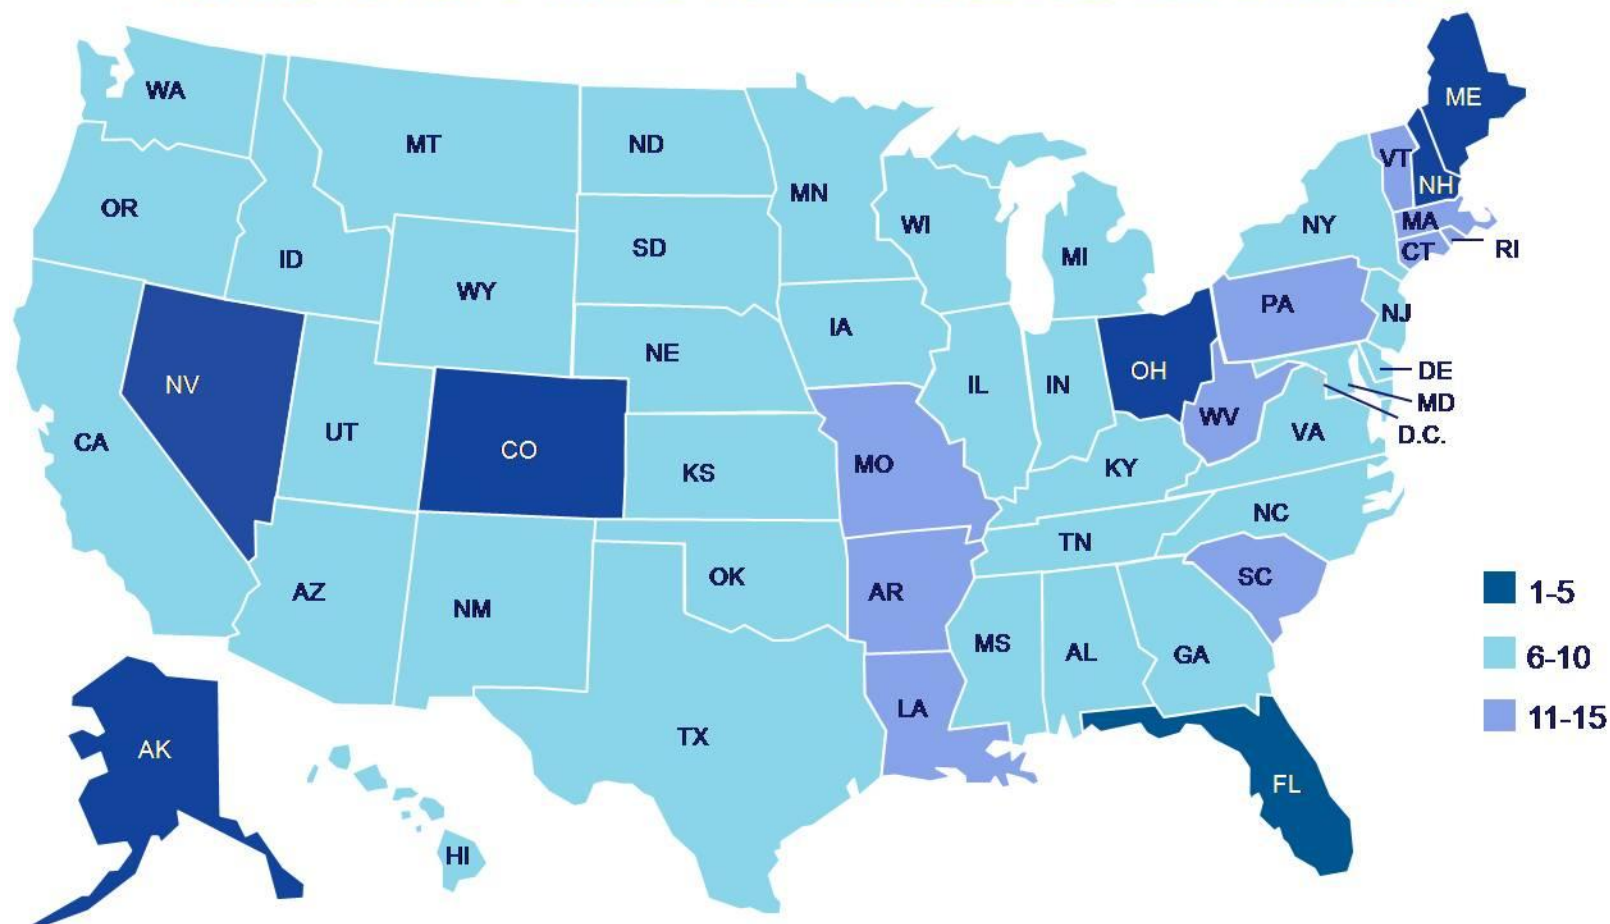 WA
MT
ND
MN
OR
ID
SD
WI
MI
NY
VT
NH
ME
MA
CT
RI
WY
IA
NE
PA
NJ
NV
UT
CO
IL
IN
OH
WV
DE
MD
D.C.
VA
CA
KS
MO
KY
NC
TN
AZ
NM
OK
AR
SC
MS
AL
GA
LA
TX
AK
HI
FL
1-5
6-10
11-15